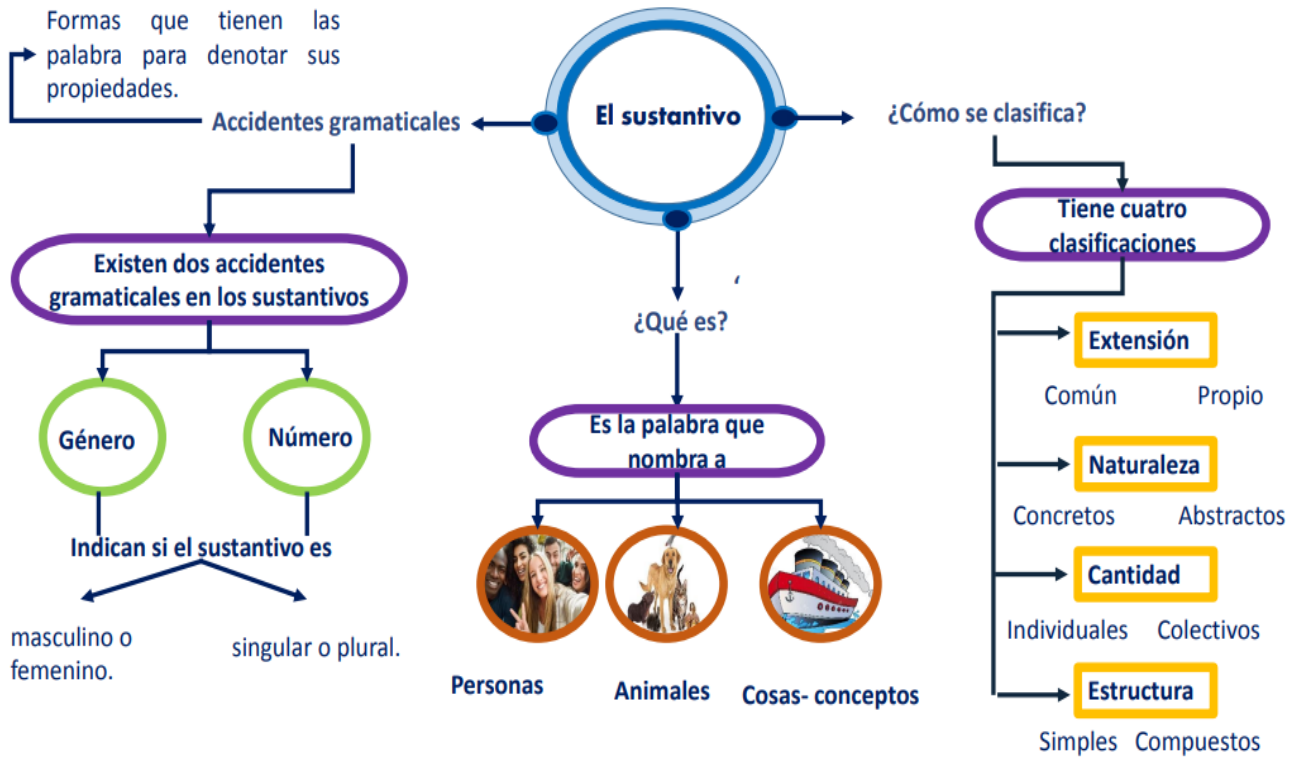 Formas que tienen las
palabra para denotar sus
propiedades.
Accidentes gramaticales
El sustantivo
¿Cómo se clasifica?
Existen dos accidentes
gramaticales en los sustantivos
Género
Número
Indican si el sustantivo es
masculino o
femenino.
singular o plural.
‘
¿Qué es?
Es la palabra que
nombra a
Personas
Animales
Cosas- conceptos
Tiene cuatro
clasificaciones
Extensión
Común Propio
Naturaleza
Concretos Abstractos
Cantidad
Individuales Colectivos
Estructura
Simples Compuestos